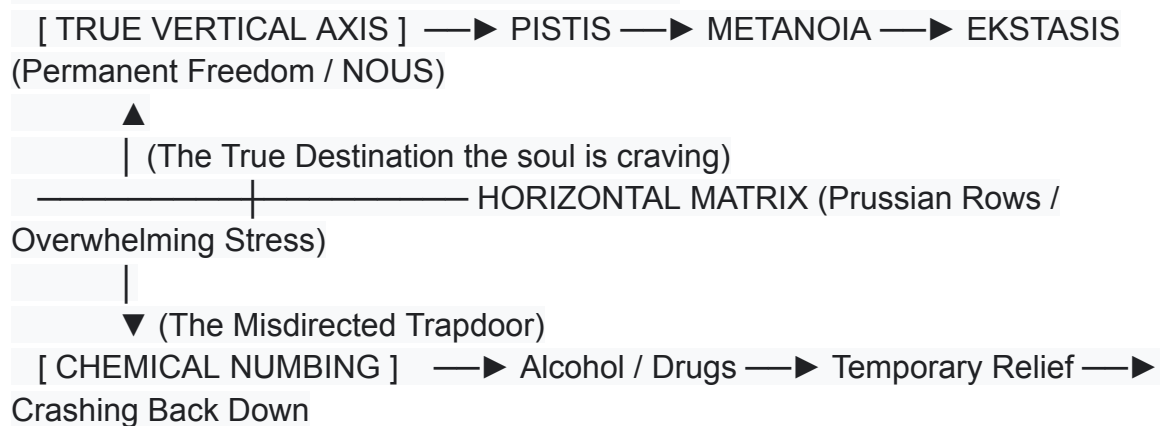 [ TRUE VERTICAL AXIS ] ──► PISTIS ──► METANOIA ──► EKSTASIS
(Permanent Freedom / NOUS)
▲
│ (The True Destination the soul is craving)
─────────┼───────── HORIZONTAL MATRIX (Prussian Rows /
Overwhelming Stress)
│
▼ (The Misdirected Trapdoor)
[ CHEMICAL NUMBING ] ──► Alcohol / Drugs ──► Temporary Relief ──►
Crashing Back Down